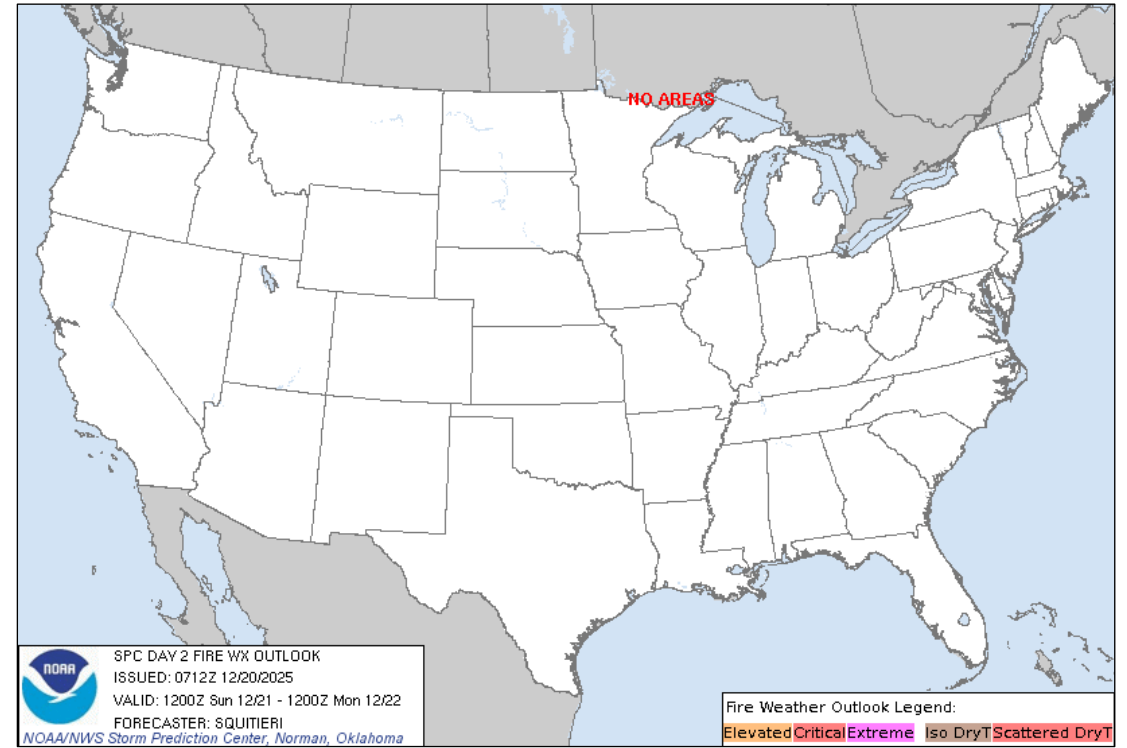 NO AREAS
NOAA
SPC DAY 2 FIRE WX OUTLOOK
ISSUED: 0712Z 12/20/2025
VALID: 1200Z Sun 12/21 - 1200Z Mon 12/22
FORECASTER: SQUITIERI
NOAA/NWS Storm Prediction Center, Norman, Oklahoma
Fire Weather Outlook Legend:
Elevated Critical Extreme Iso DryT Scattered DryT